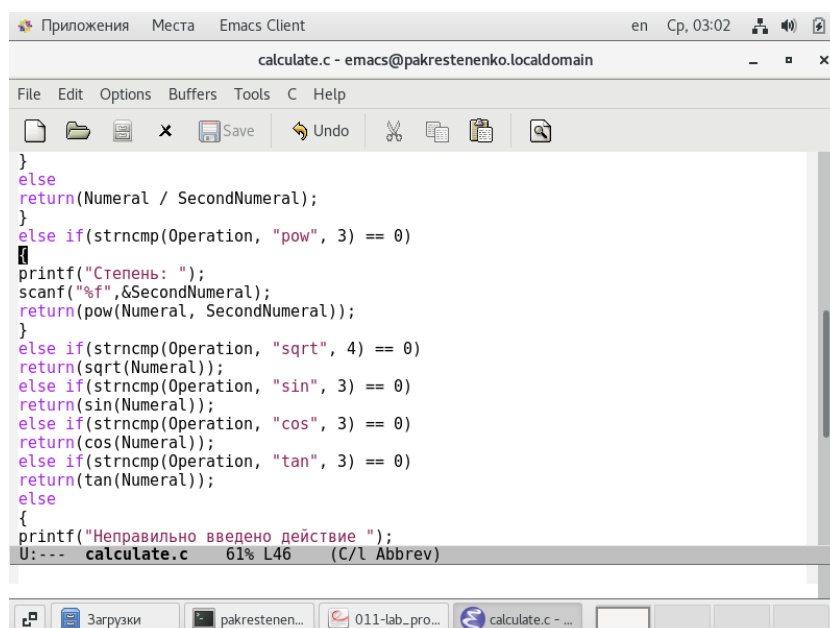 Приложения Места Emacs Client en Ср, 03:02
calculate.c - emacs@pakrestenenko.localdomain
File Edit Options Buffers Tools C Help
Save Undo
}
else
return(Numeral / SecondNumeral);
}
else if(strncmp(Operation, "pow", 3) == 0)
{
printf("Степень: ");
scanf("%f",&SecondNumeral);
return(pow(Numeral, SecondNumeral));
}
else if(strncmp(Operation, "sqrt", 4) == 0)
return(sqrt(Numeral));
else if(strncmp(Operation, "sin", 3) == 0)
return(sin(Numeral));
else if(strncmp(Operation, "cos", 3) == 0)
return(cos(Numeral));
else if(strncmp(Operation, "tan", 3) == 0)
return(tan(Numeral));
else
{
printf("Неправильно введено действие ");
U:--- calculate.c 61% L46 (C/l Abbrev)
Загрузки pakrestenen... 011-lab_pro... calculate.c - ...